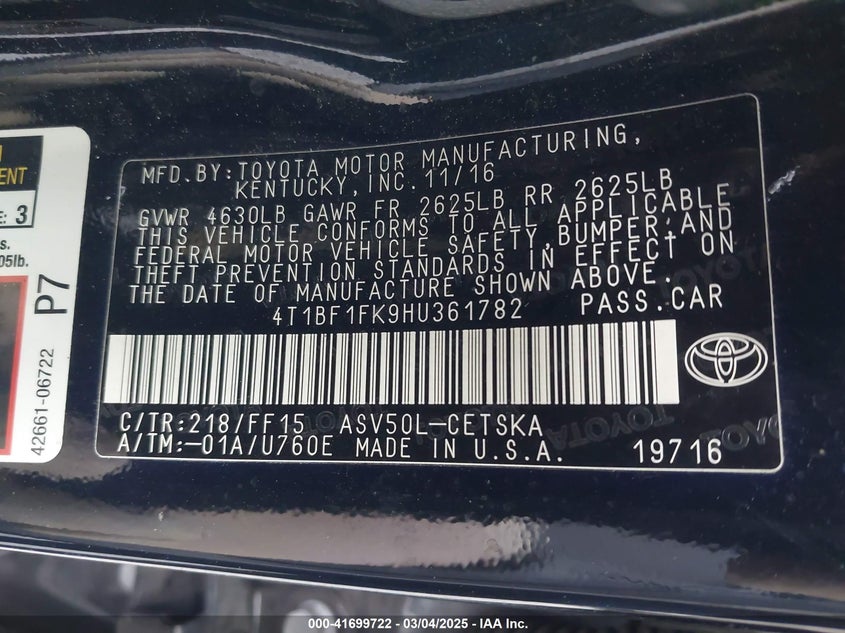 ENT
E: 3
s.
05lb.
P7
42661-06722
MFD. BY: TOYOTA MOTOR MANUFACTURING,
KENTUCKY, INC. 11/16
GVWR 4630LB GAWR FR 2625LB RR 2625LB
THIS VEHICLE CONFORMS TO ALL APPLICABLE
FEDERAL MOTOR VEHICLE SAFETY, BUMPER, AND
THEFT PREVENTION STANDARDS IN EFFECT ON
THE DATE OF MANUFACTURE SHOWN ABOVE.
4T1BF1FK9HU361782 PASS. CAR
C/TR: 218/FF15 ASV50L-CETSKA
A/TM: -01A/U760E MADE IN U.S.A. 19716
000-41699722 - 03/04/2025 - IAA Inc.